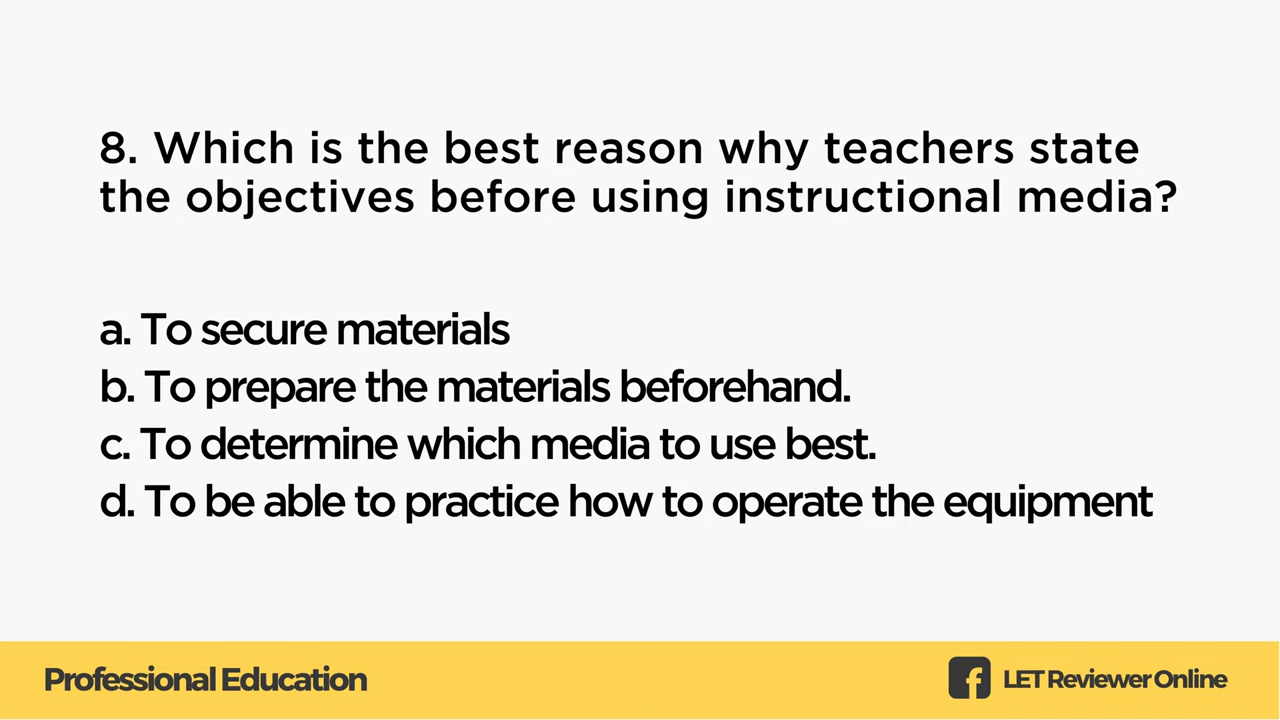 8. Which is the best reason why teachers state
the objectives before using instructional media?
a. To secure materials
b. To prepare the materials beforehand.
c. To determine which media to use best.
d. To be able to practice how to operate the equipment
Professional Education
LET Reviewer Online